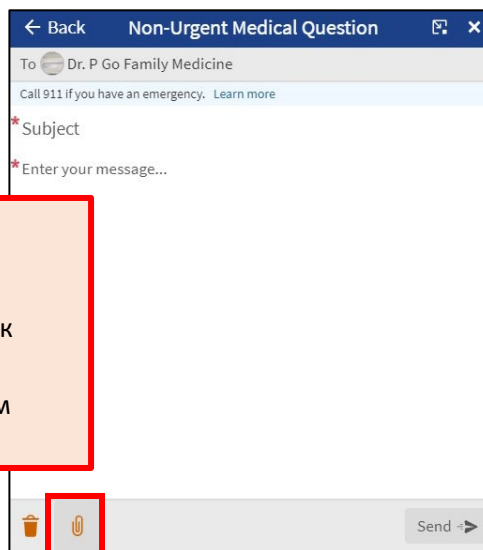 ← Back Non-Urgent Medical Question
To Dr. P Go Family Medicine
Call 911 if you have an emergency. Learn more
*Subject
*Enter your message...
Send